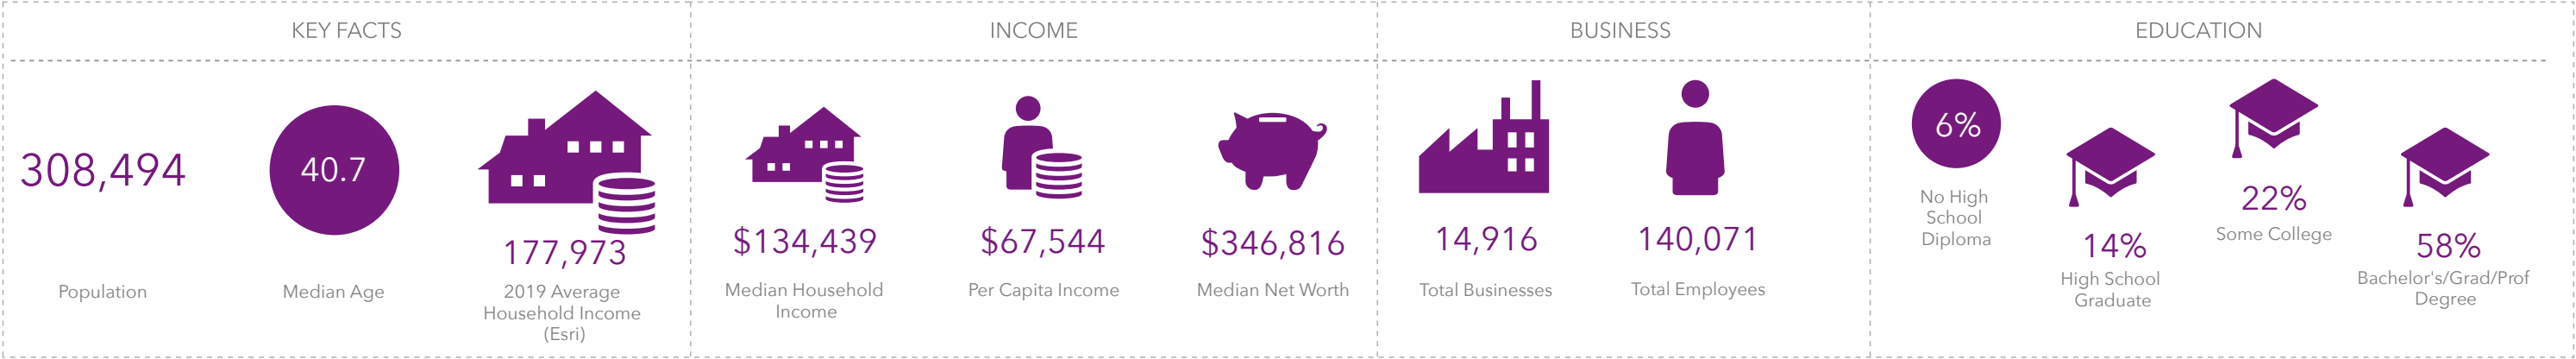 KEY FACTS
308,494
Population
40.7
Median Age
177,973
2019 Average
Household Income
(Esri)
INCOME
$134,439
Median Household
Income
$67,544
Per Capita Income
$346,816
Median Net Worth
BUSINESS
14,916
Total Businesses
140,071
Total Employees
EDUCATION
6%
No High
School
Diploma
14%
High School
Graduate
22%
Some College
58%
Bachelor's/Grad/Prof
Degree